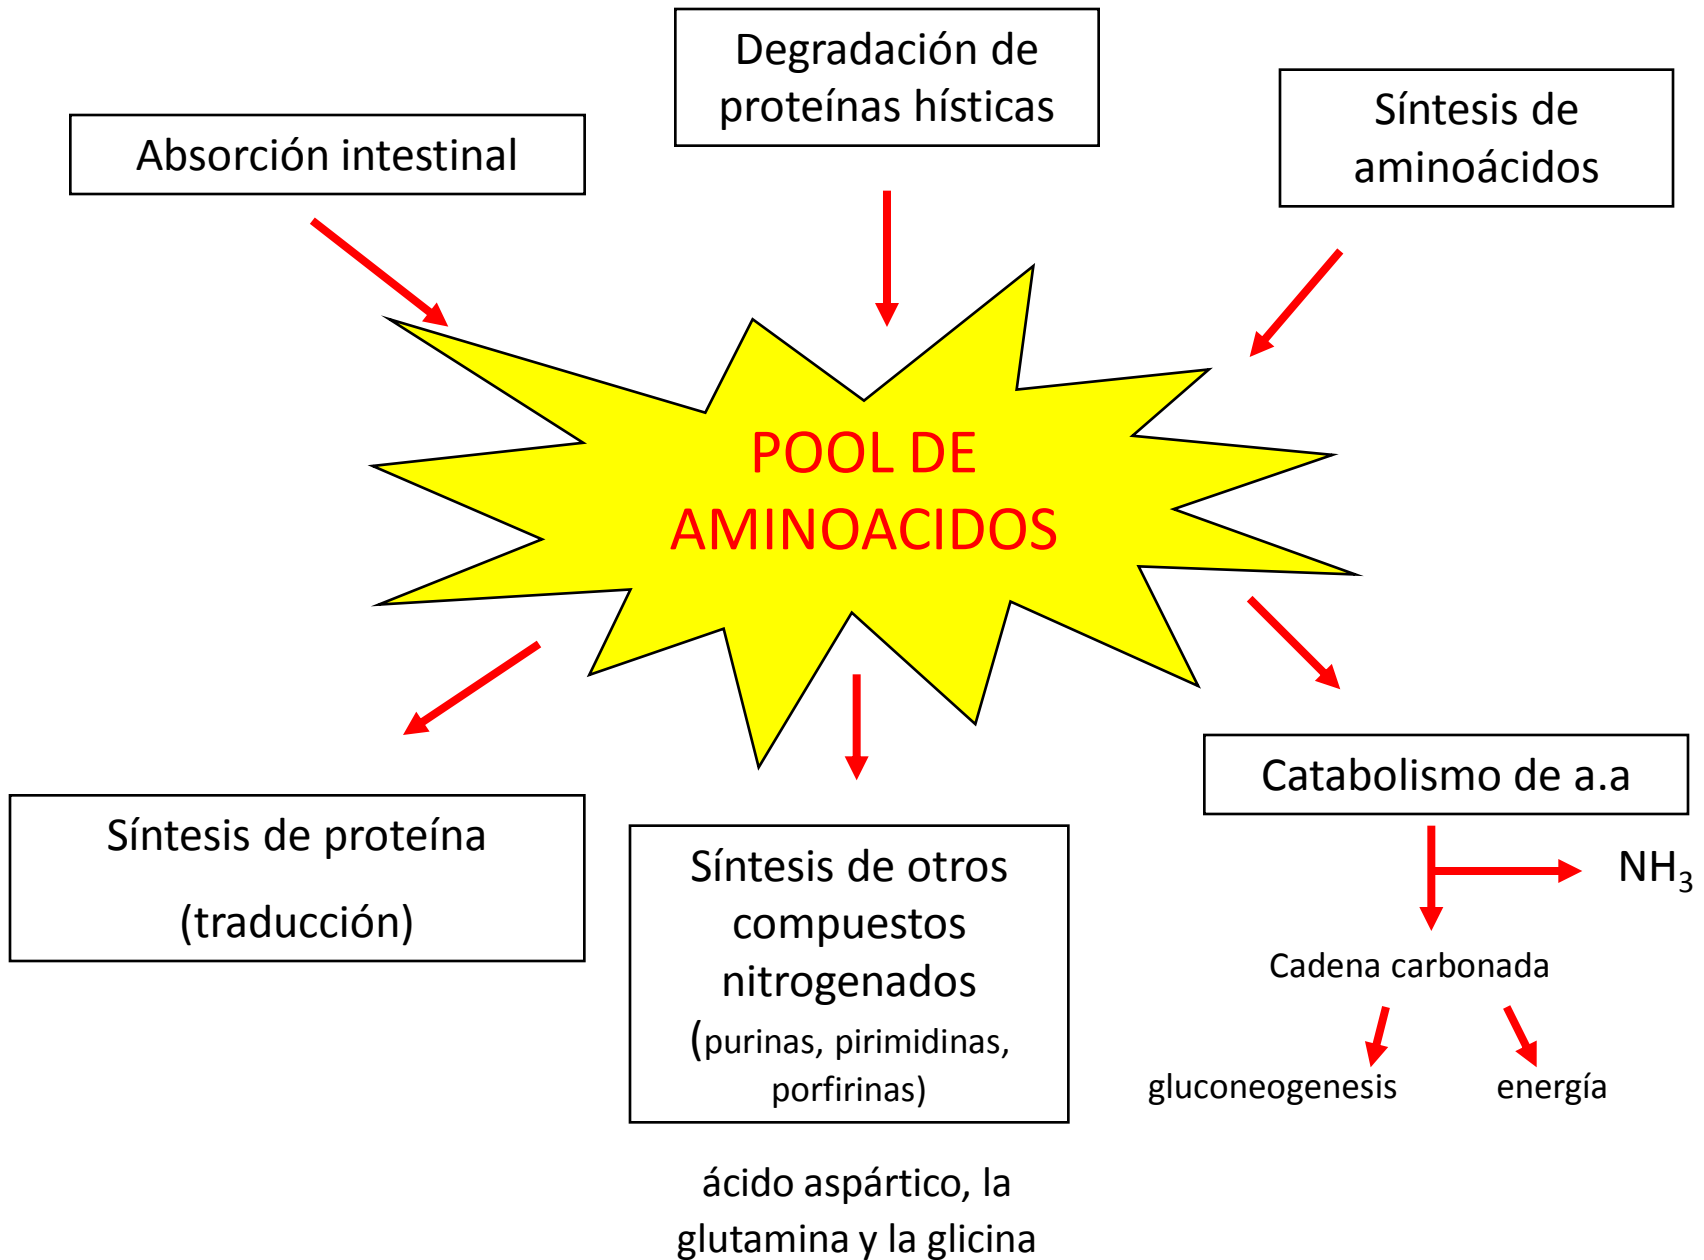 Degradación de
proteínas hísticas
Absorción intestinal
Síntesis de
aminoácidos
POOL DE
AMINOACIDOS
Síntesis de proteína
(traducción)
Síntesis de otros
compuestos
nitrogenados
(purinas, pirimidinas,
porfirinas)
ácido aspártico, la
glutamina y la glicina
Catabolismo de a.a
NH₃
Cadena carbonada
gluconeogenesis
energía